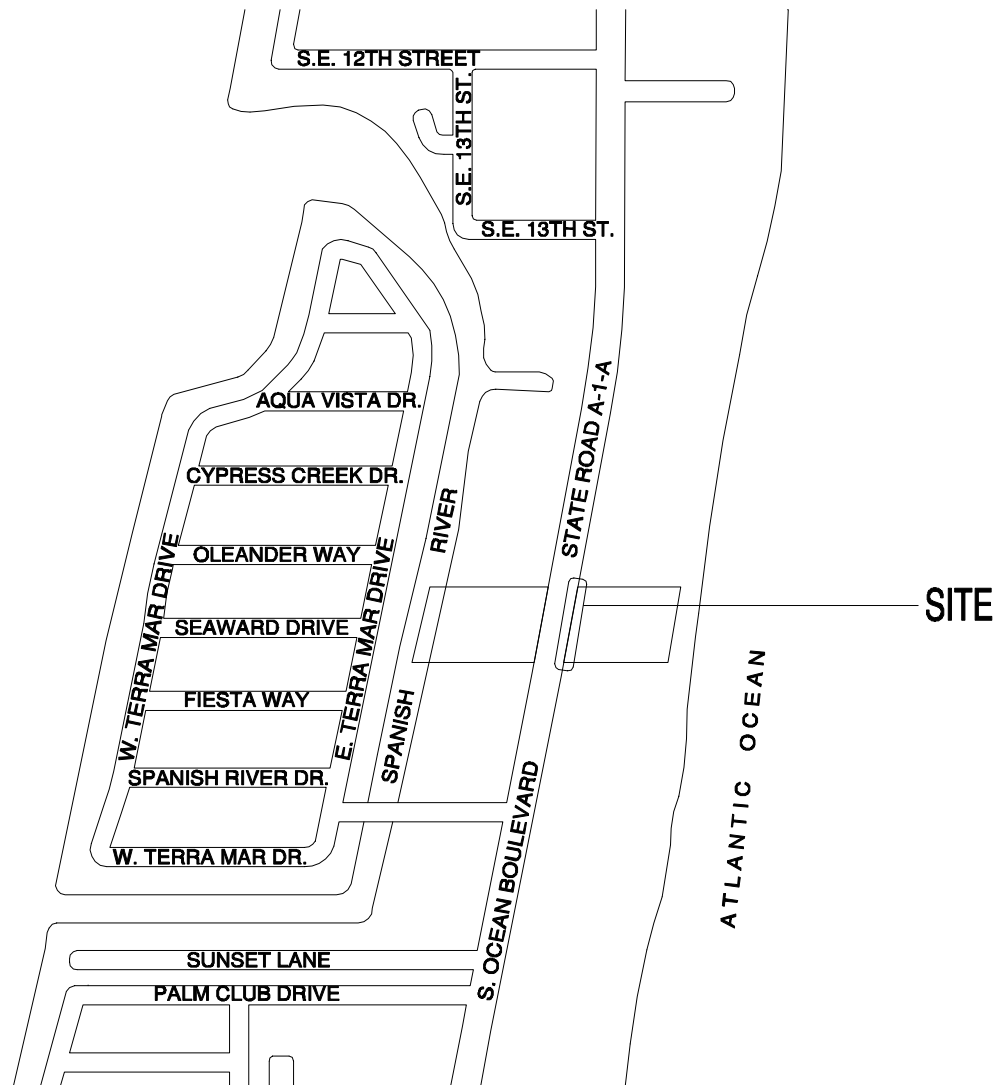 S.E. 12TH STREET
S.E. 13TH ST.
S.E. 13TH ST.
STATE ROAD A-1-A
AQUA VISTA DR.
CYPRESS CREEK DR.
RIVER
OLEANDER WAY
W. TERRA MAR DRIVE
E. TERRA MAR DRIVE
SITE
SEAWARD DRIVE
FIESTA WAY
SPANISH
ATLANTIC OCEAN
SPANISH RIVER DR.
S. OCEAN BOULEVARD
W. TERRA MAR DR.
SUNSET LANE
PALM CLUB DRIVE